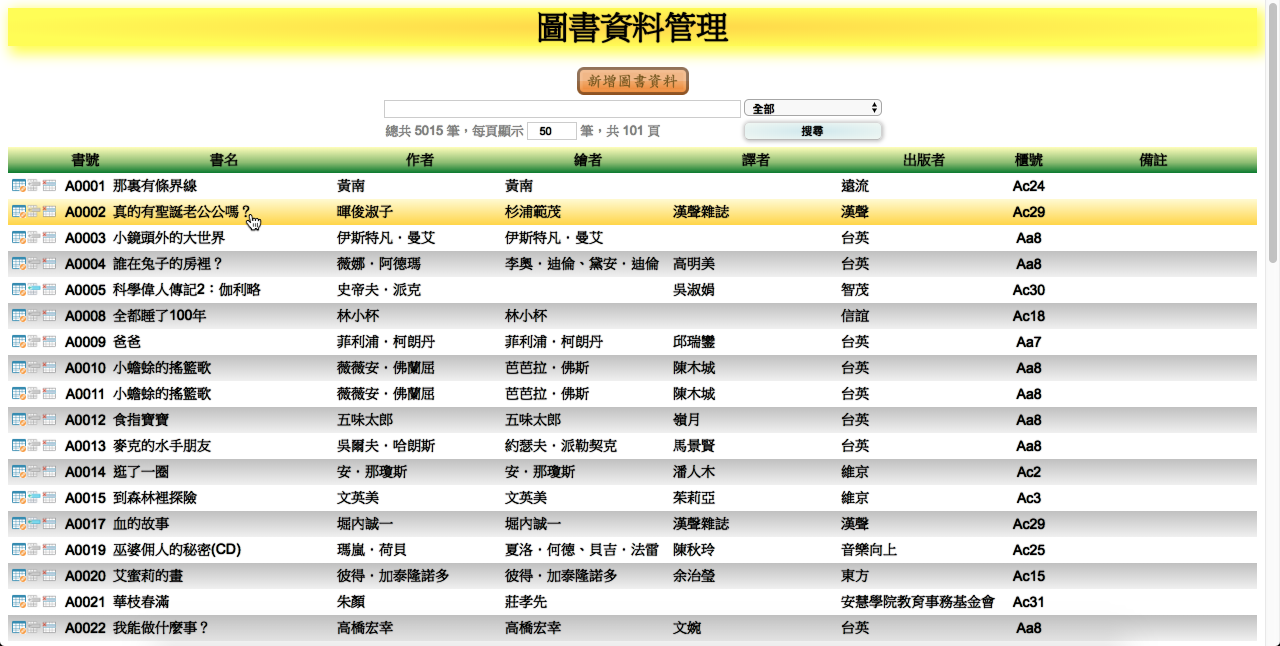 圖書資料管理
新增圖書資料
全部
總共 5015 筆，每頁顯示 50 筆，共 101 頁 搜尋
書號 書名 作者 繪者 譯者 出版者 櫃號 備註
A0001 那裏有條界線 黃南 黃南 遠流 Ac24
A0002 真的有聖誕老公公嗎？ 暉俊淑子 杉浦範茂 漢聲雜誌 漢聲 Ac29
A0003 小鏡頭外的大世界 伊斯特凡．曼艾 伊斯特凡．曼艾 台英 Aa8
A0004 誰在兔子的房裡？ 薇娜．阿德瑪 李奧．迪倫、黛安．迪倫 高明美 台英 Aa8
A0005 科學偉人傳記2：伽利略 史帝夫．派克 吳淑娟 智茂 Ac30
A0008 全都睡了100年 林小杯 林小杯 信誼 Ac18
A0009 爸爸 菲利浦．柯朗丹 菲利浦．柯朗丹 邱瑞鑾 台英 Aa7
A0010 小蟾蜍的搖籃歌 薇薇安．佛蘭屈 芭芭拉．佛斯 陳木城 台英 Aa8
A0011 小蟾蜍的搖籃歌 薇薇安．佛蘭屈 芭芭拉．佛斯 陳木城 台英 Aa8
A0012 食指寶寶 五味太郎 五味太郎 嶺月 台英 Aa8
A0013 麥克的水手朋友 吳爾夫．哈朗斯 約瑟夫．派勒契克 馬景賢 台英 Aa8
A0014 逛了一圈 安．那瓊斯 安．那瓊斯 潘人木 維京 Ac2
A0015 到森林裡探險 文英美 文英美 茱莉亞 維京 Ac3
A0017 血的故事 堀內誠一 堀內誠一 漢聲雜誌 漢聲 Ac29
A0019 巫婆佣人的秘密(CD) 瑪嵐．荷貝 夏洛．何德、貝吉．法雷 陳秋玲 音樂向上 Ac25
A0020 艾蜜莉的畫 彼得．加泰隆諾多 彼得．加泰隆諾多 余治瑩 東方 Ac15
A0021 華枝春滿 朱顏 莊孝先 安慧學院教育事務基金會 Ac31
A0022 我能做什麼事？ 高橋宏幸 高橋宏幸 文婉 台英 Aa8